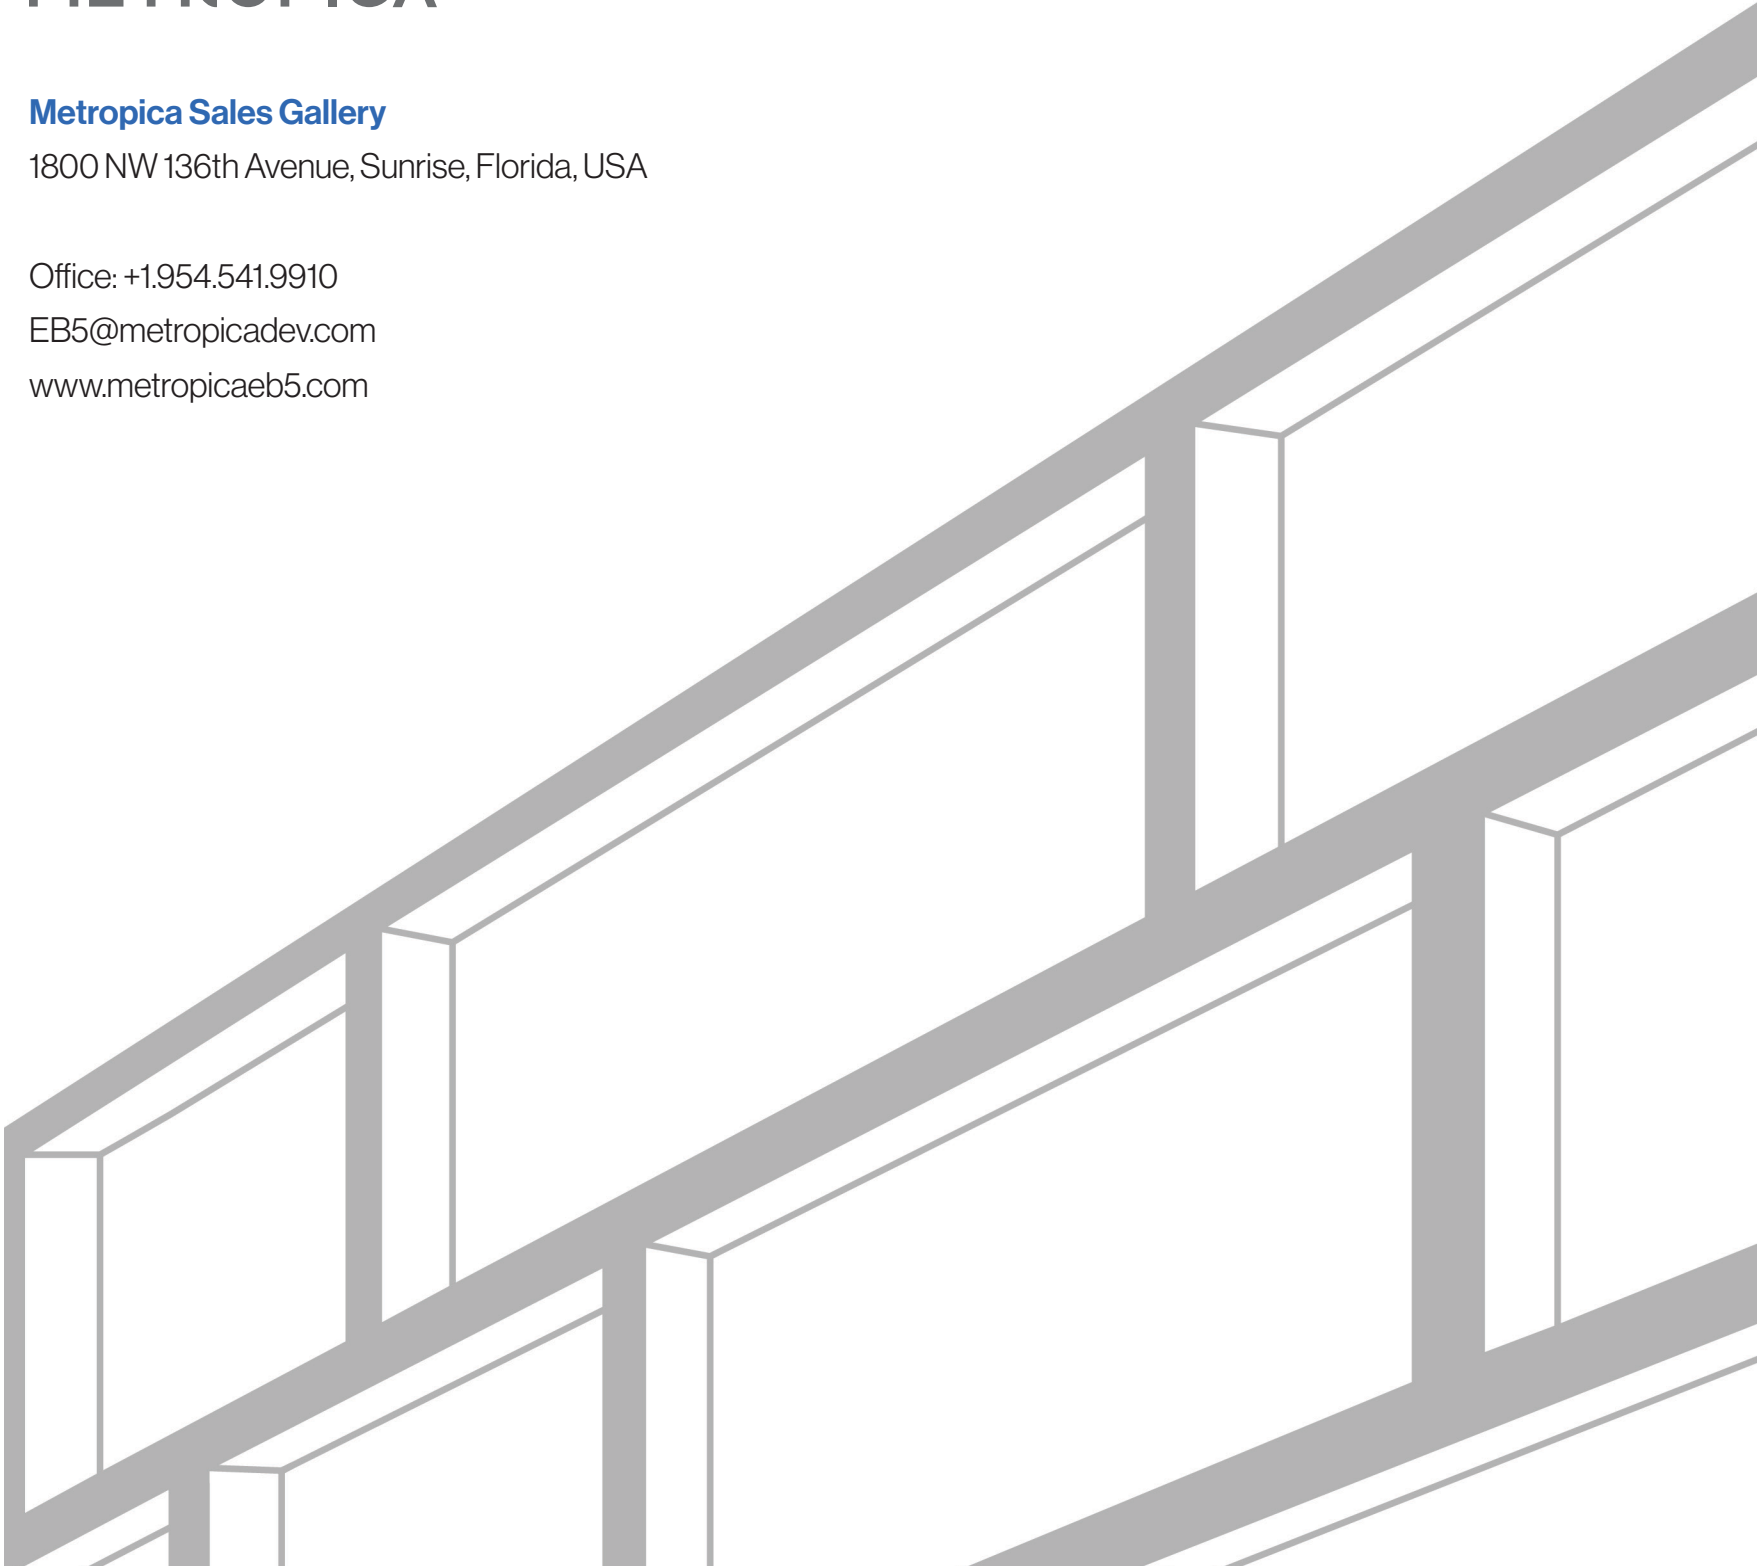 METROPICA
Metropica Sales Gallery
1800 NW 136th Avenue, Sunrise, Florida, USA
Office: +1.954.541.9910
EB5@metropicadev.com
www.metropicaeb5.com